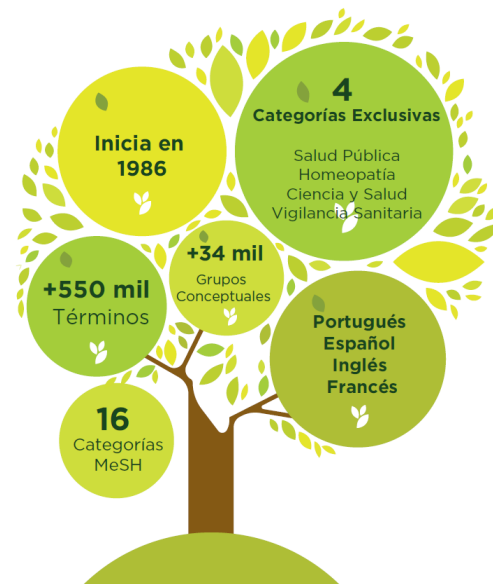 Inicia en
1986
4
Categorías Exclusivas
Salud Pública
Homeopatía
Ciencia y Salud
Vigilancia Sanitaria
+550 mil
Términos
+34 mil
Grupos
Conceptuales
Portugués
Español
Inglés
Francés
16
Categorías
MeSH